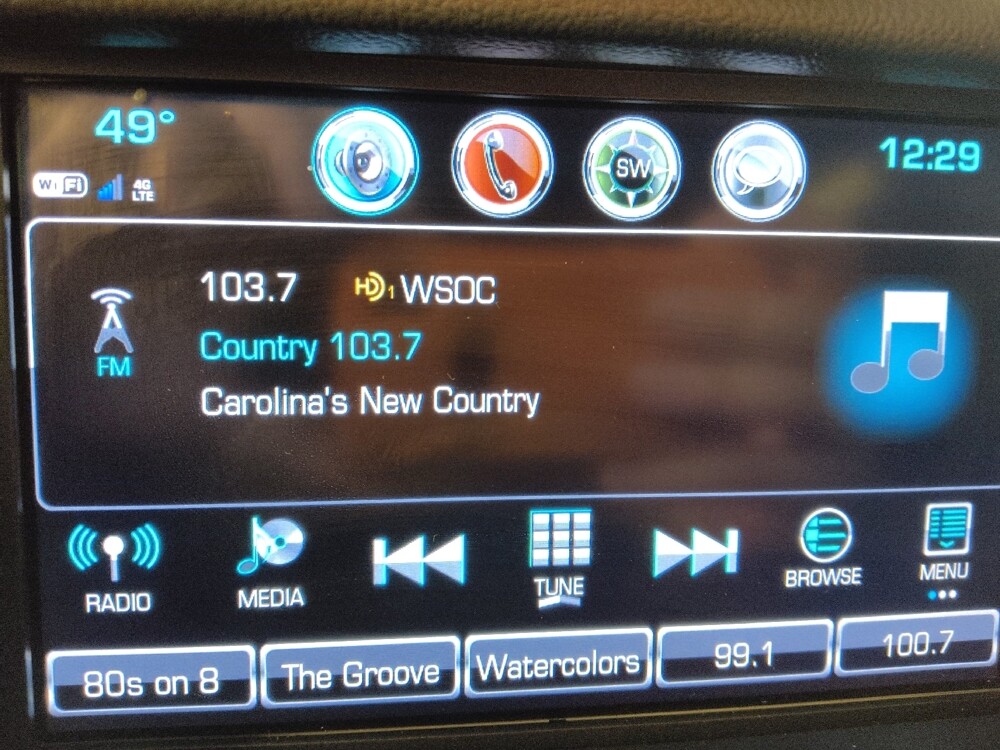 49°
12:29
WiFi
4G
LTE
SW
103.7 HD1 WSOC
FM
Country 103.7
Carolina's New Country
RADIO
MEDIA
TUNE
BROWSE
MENU
80s on 8
The Groove
Watercolors
99.1
100.7